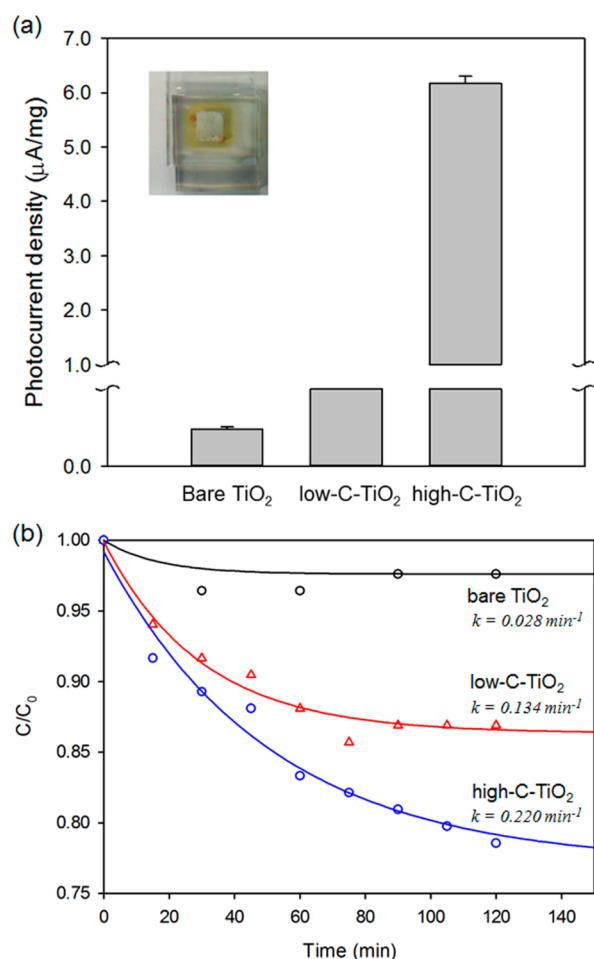 (a)
Photocurrent density (μA/mg)
7.0
6.0
5.0
4.0
3.0
2.0
1.0
0.0
Bare TiO₂ low-C-TiO₂ high-C-TiO₂
(b)
C/C₀
1.00
0.95
0.90
0.85
0.80
0.75
bare TiO₂
k = 0.028 min⁻¹
low-C-TiO₂
k = 0.134 min⁻¹
high-C-TiO₂
k = 0.220 min⁻¹
0 20 40 60 80 100 120 140
Time (min)